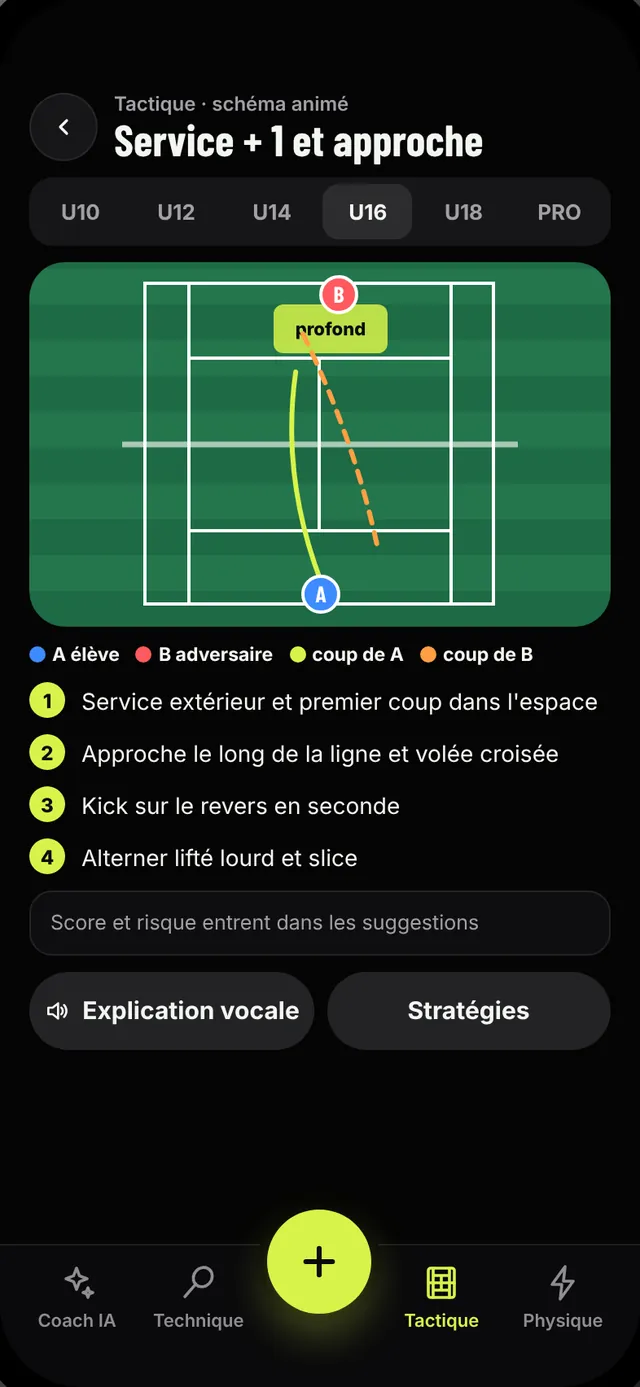 Tactique · schéma animé
Service + 1 et approche
U10 U12 U14 U16 U18 PRO
B
profond
A
A élève B adversaire coup de A coup de B
1 Service extérieur et premier coup dans l'espace
2 Approche le long de la ligne et volée croisée
3 Kick sur le revers en seconde
4 Alterner lifté lourd et slice
Score et risque entrent dans les suggestions
Explication vocale Stratégies
+
Coach IA Technique Tactique Physique